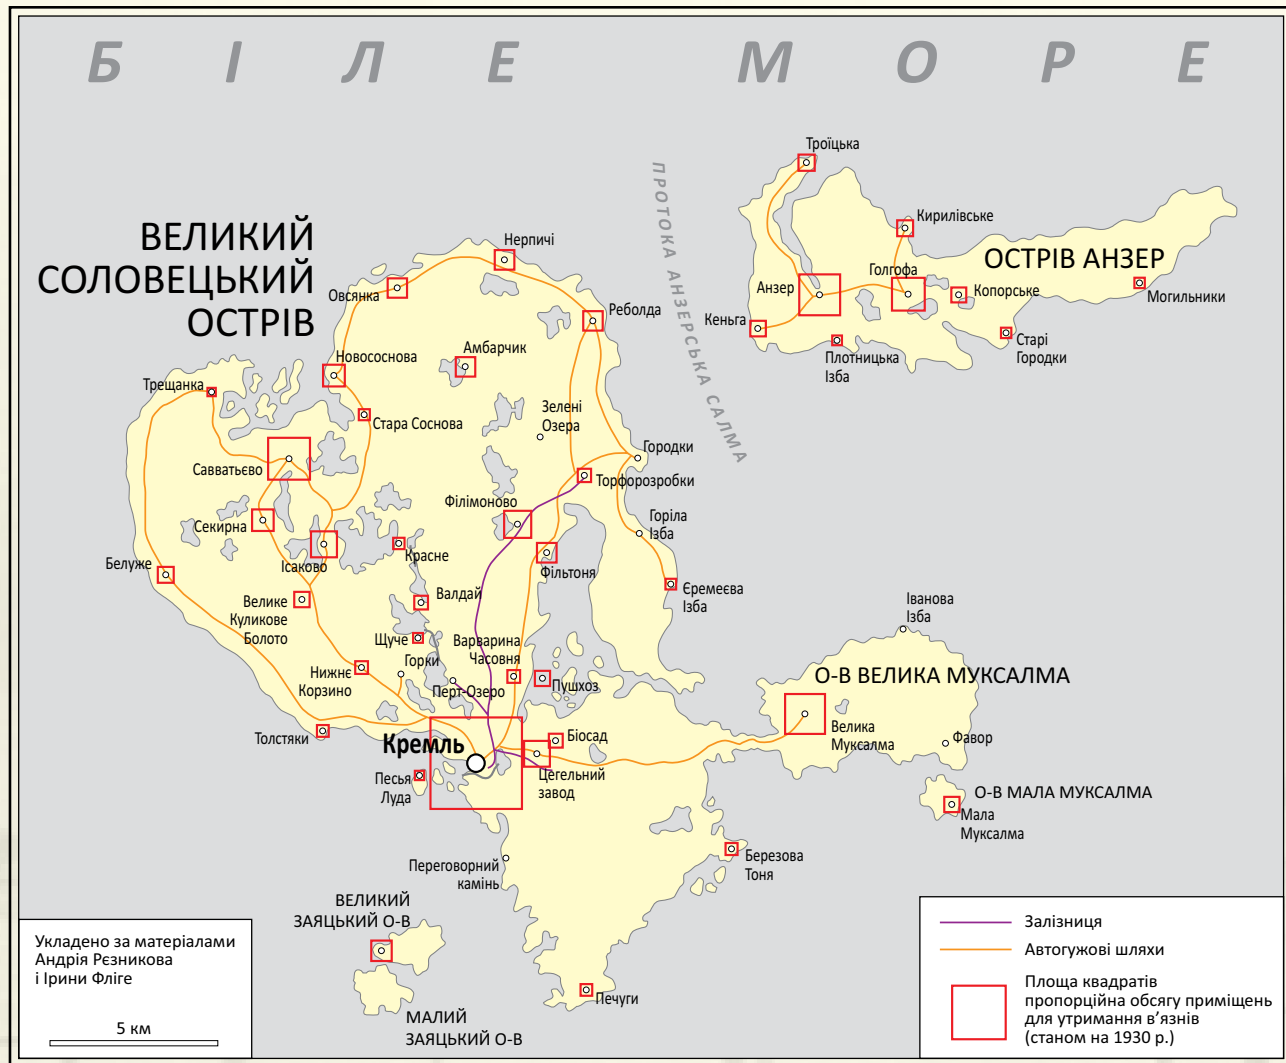 БІЛЕ МОРЕ
ПРОТОКА АНЗЕРСЬКА САЛМА
ВЕЛИКИЙ
СОЛОВЕЦЬКИЙ
ОСТРІВ
ОСТРІВ АНЗЕР
Троїцька
Кирилівське
Голгофа
Анзер
Копорське
Могильники
Кеньга
Плотницька
Ізба
Старі
Городки
Нерпичі
Овсянка
Реболда
Новососнова
Амбарчик
Трещанка
Стара Соснова
Зелені
Озера
Савватьєво
Городки
Торфорозробки
Філімоново
Секирна
Горіла
Ізба
Ісаково
Красне
Фільтоня
Белуже
Єремеєва
Ізба
Велике
Куликове
Болото
Валдай
Щуче
Варварина
Часовня
Іванова
Ізба
Нижнє
Корзино
Горки
Перт-Озеро
Пушхоз
О-В ВЕЛИКА МУКСАЛМА
Велика
Муксалма
Фавор
Толстяки
Кремль
Біосад
Цегельний
завод
Песья
Луда
О-В МАЛА МУКСАЛМА
Мала
Муксалма
Березова
Тоня
Переговорний
камінь
ВЕЛИКИЙ
ЗАЯЦЬКИЙ О-В
МАЛИЙ
ЗАЯЦЬКИЙ О-В
Печуги
Укладено за матеріалами
Андрія Рєзникова
і Ірини Фліге
5 км
Залізниця
Автогужові шляхи
Площа квадратів
пропорційна обсягу приміщень
для утримання в’язнів
(станом на 1930 р.)